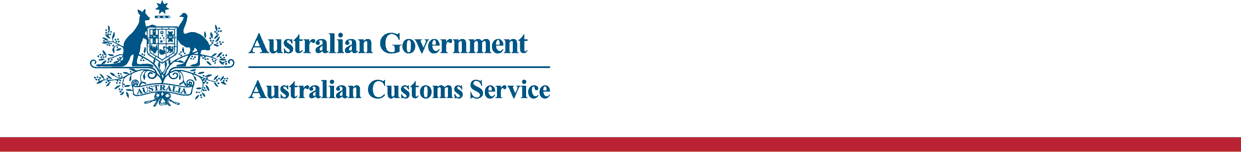 Australian Government
Australian Customs Service
AUSTRALIA